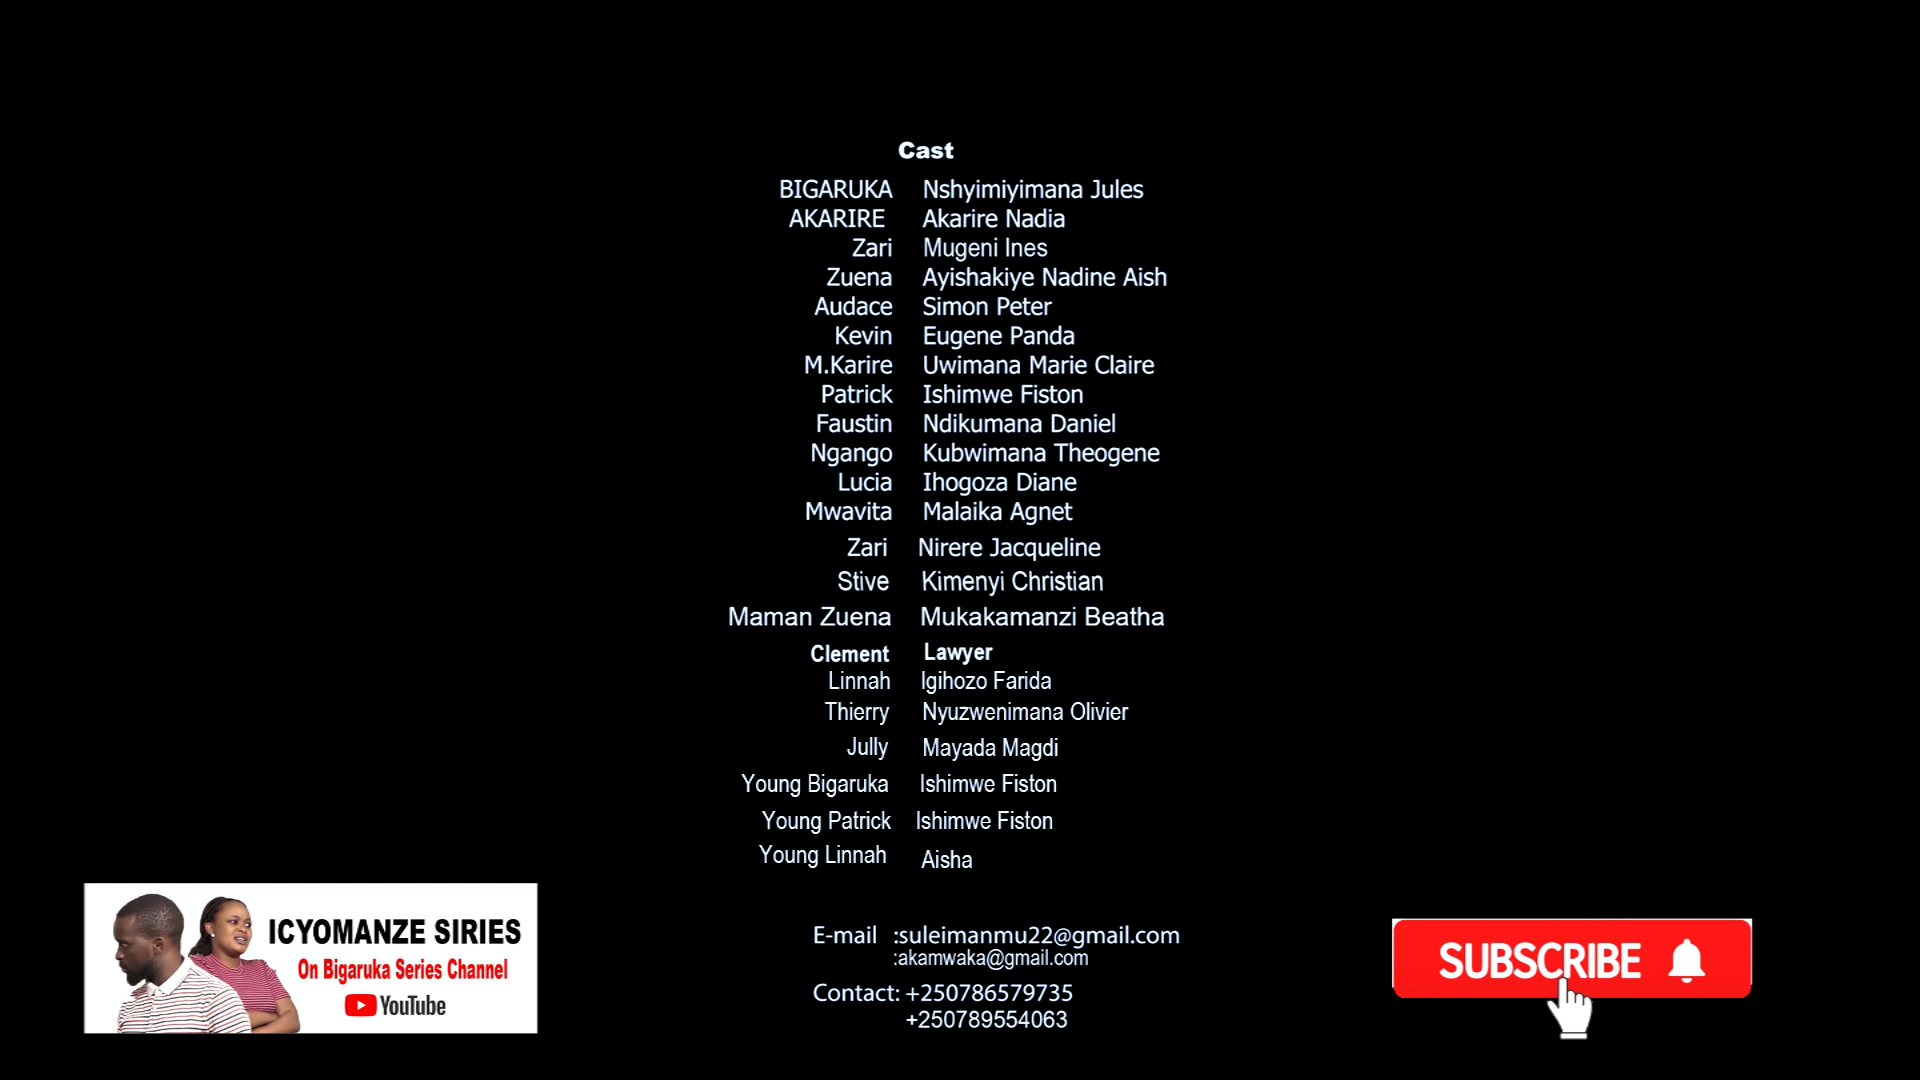 Cast
BIGARUKA Nshyimiyimana Jules
AKARIRE Akarire Nadia
Zari Mugeni Ines
Zuena Ayishakiye Nadine Aish
Audace Simon Peter
Kevin Eugene Panda
M.Karire Uwimana Marie Claire
Patrick Ishimwe Fiston
Faustin Ndikumana Daniel
Ngango Kubwimana Theogene
Lucia Ihogoza Diane
Mwavita Malaika Agnet
Zari Nirere Jacqueline
Stive Kimenyi Christian
Maman Zuena Mukakamanzi Beatha
Clement Lawyer
Linnah Igihozo Farida
Thierry Nyuzwenimana Olivier
Jully Mayada Magdi
Young Bigaruka Ishimwe Fiston
Young Patrick Ishimwe Fiston
Young Linnah Aisha
ICYOMANZE SIRIES
On Bigaruka Series Channel
YouTube
E-mail :suleimanmu22@gmail.com
:akamwaka@gmail.com
Contact: +250786579735
+250789554063
SUBSCRIBE